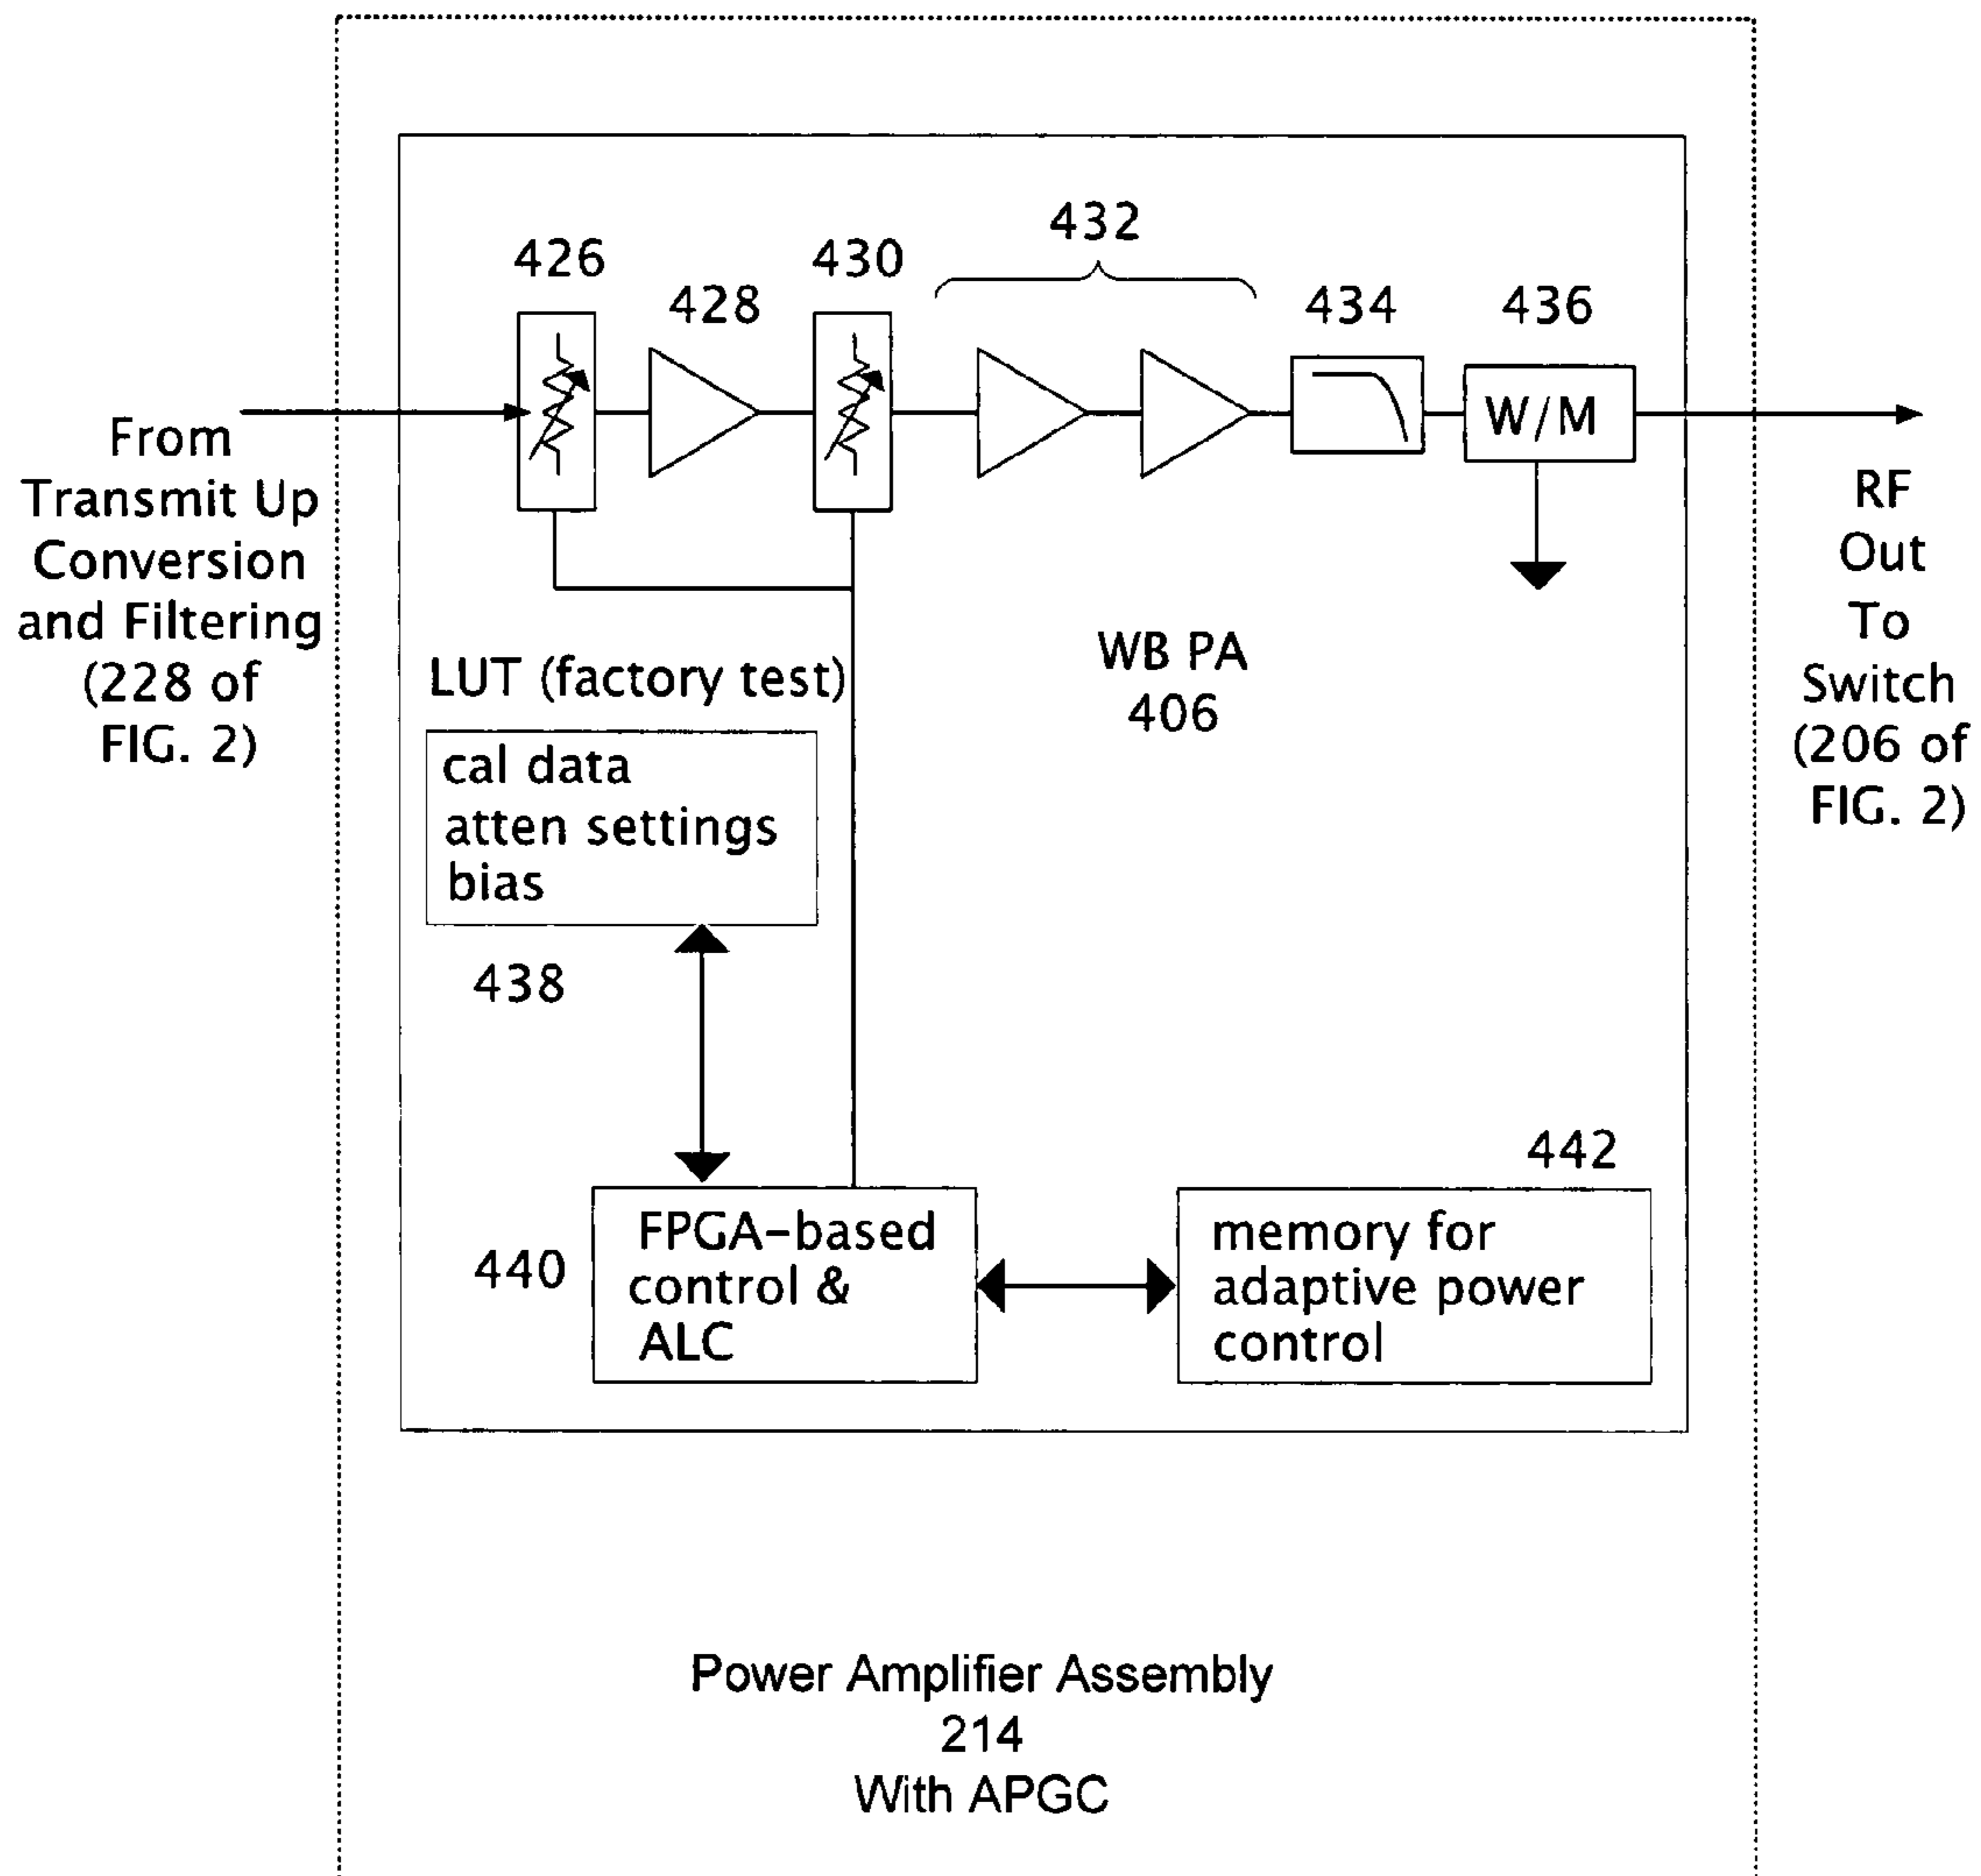 432
426
430
428
434
436
W/M
From
Transmit Up
Conversion
and Filtering
(228 of
FIG. 2)
RF
Out
To
Switch
(206 of
FIG. 2)
WB PA
406
LUT (factory test)
cal data
atten settings
bias
438
442
440
FPGA-based
control &
ALC
memory for
adaptive power
control
Power Amplifier Assembly
214
With APGC